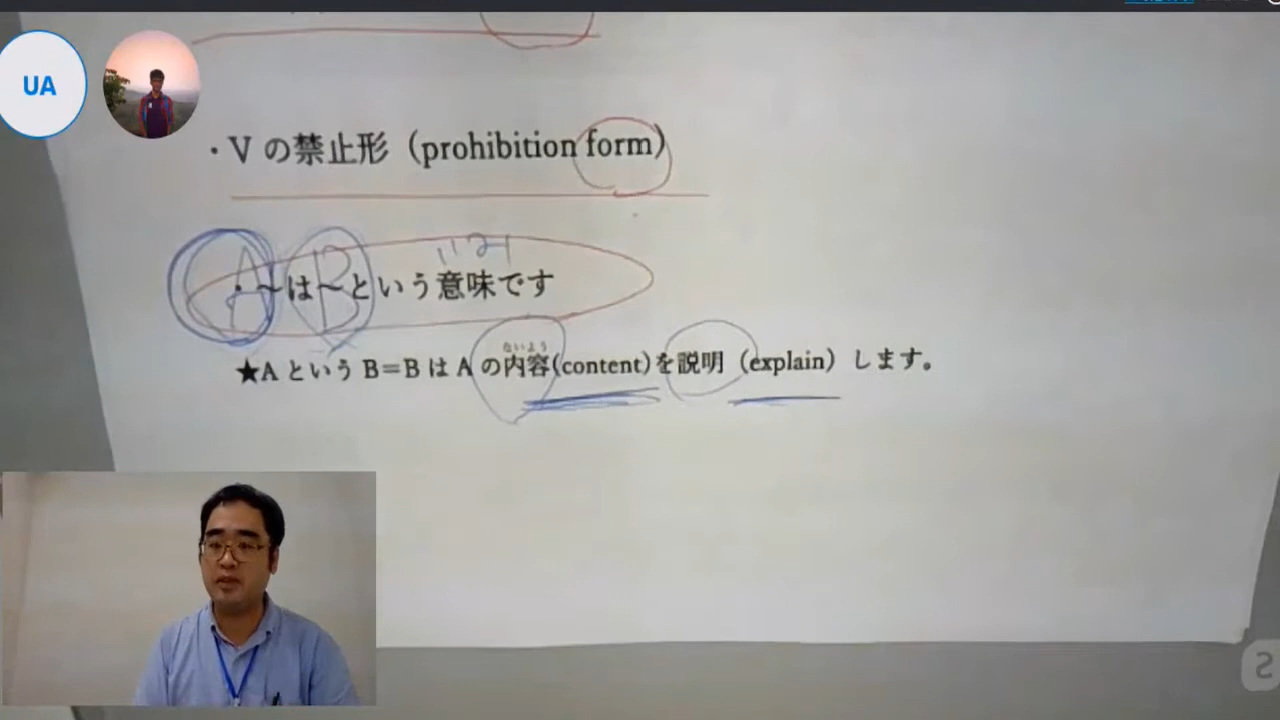 UA
・V の禁止形（prohibition form）
A B いみ
・～は～という意味です
ないよう
★A という B=B は A の内容(content)を説明（explain）します。